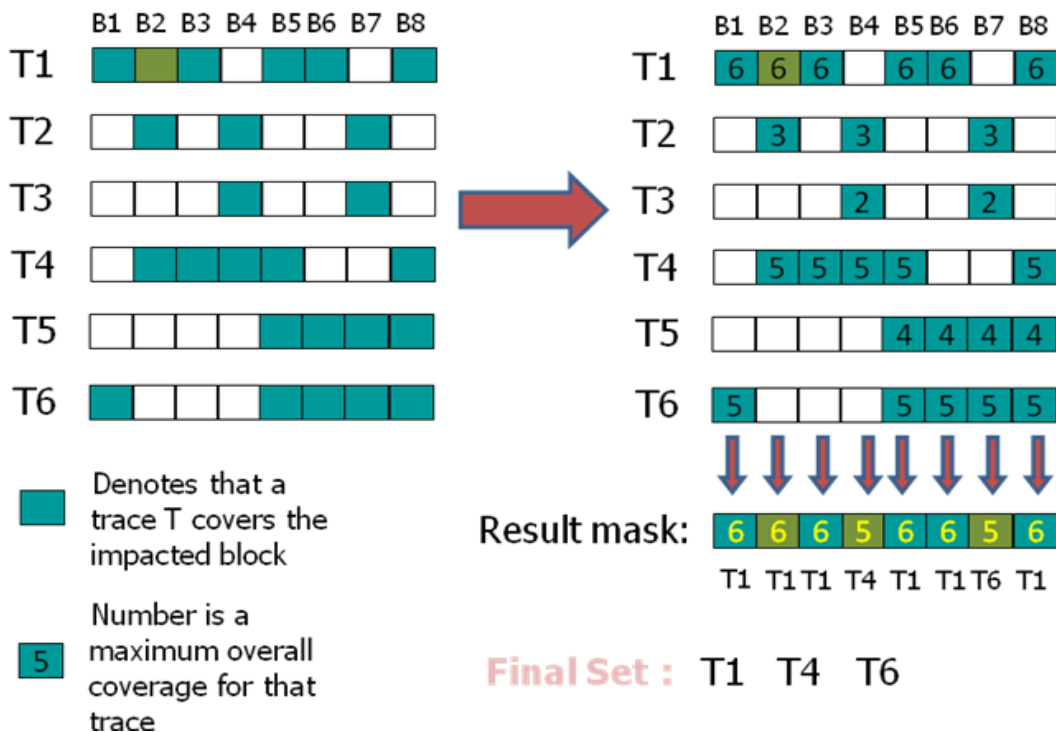 B1 B2 B3 B4 B5 B6 B7 B8
T1
T2
T3
T4
T5
T6
Denotes that a
trace T covers the
impacted block
5
Number is a
maximum overall
coverage for that
trace
B1 B2 B3 B4 B5 B6 B7 B8
T1 6 6 6 6 6 6
T2 3 3 3
T3 2 2
T4 5 5 5 5 5
T5 4 4 4 4
T6 5 5 5 5 5
Result mask: 6 6 6 5 6 6 5 6
T1 T1 T1 T4 T1 T1 T6 T1
Final Set : T1 T4 T6